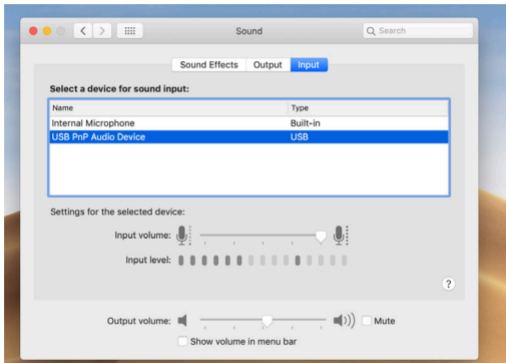 Sound
Search
Sound Effects Output Input
Select a device for sound input:
Name Type
Internal Microphone Built-in
USB PnP Audio Device USB
Settings for the selected device:
Input volume:
Input level:
?
Output volume: Mute
Show volume in menu bar